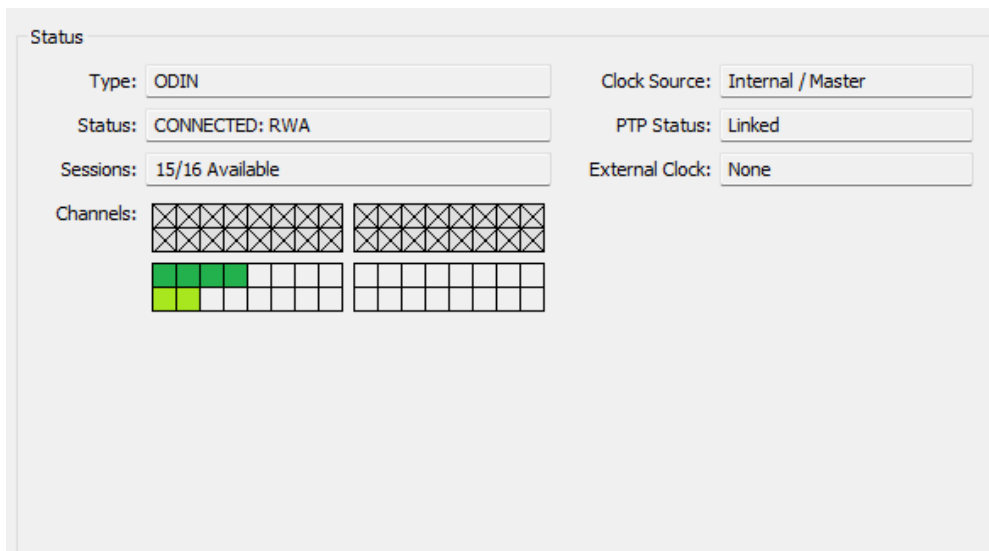 Status
Type: ODIN
Clock Source: Internal / Master
Status: CONNECTED: RWA
PTP Status: Linked
Sessions: 15/16 Available
External Clock: None
Channels: